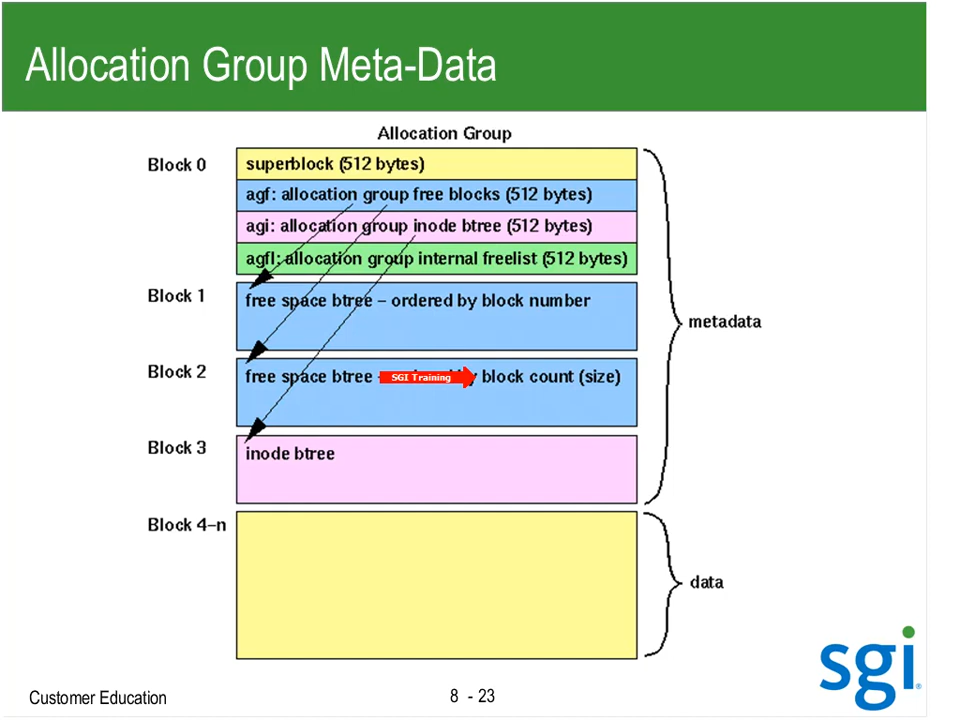 Allocation Group Meta-Data
Allocation Group
Block 0
superblock (512 bytes)
agf: allocation group free blocks (512 bytes)
agi: allocation group inode btree (512 bytes)
agfl: allocation group internal freelist (512 bytes)
Block 1
free space btree – ordered by block number
metadata
Block 2
free space btree – by block count (size)
SGI Training
Block 3
inode btree
Block 4–n
data
sgi
Customer Education
8 - 23